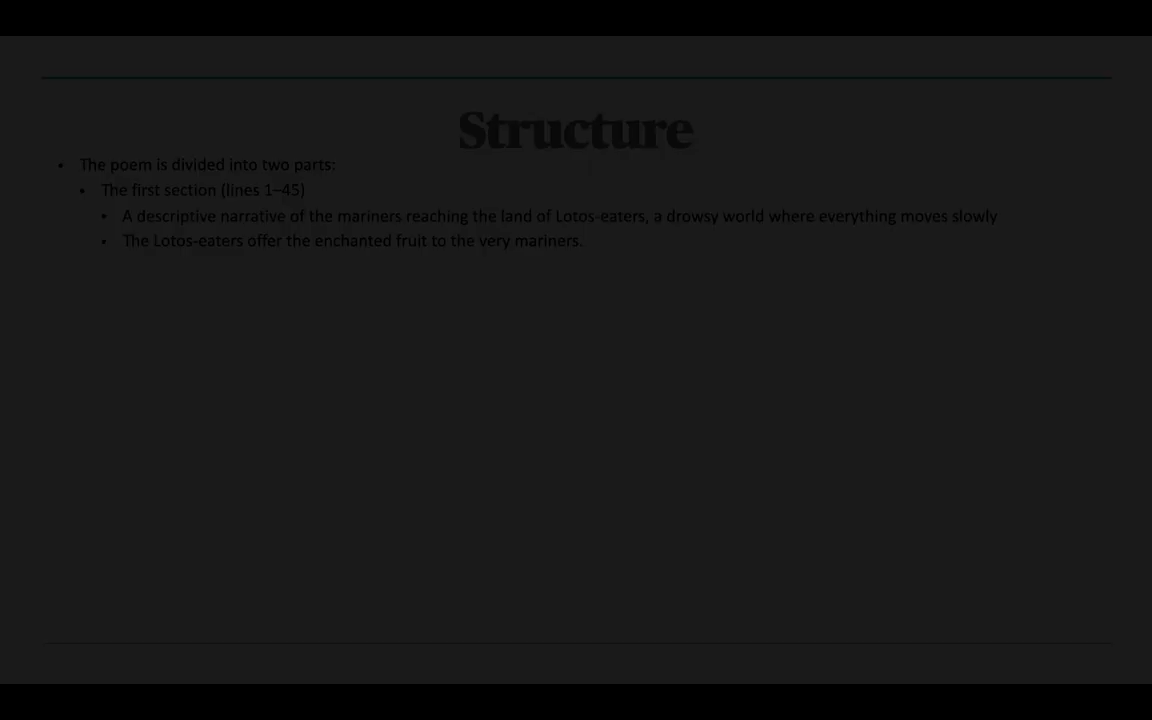 Structure
• The poem is divided into two parts:
• The first section (lines 1–45)
• A descriptive narrative of the mariners reaching the land of Lotos-eaters, a drowsy world where everything moves slowly
• The Lotos-eaters offer the enchanted fruit to the very mariners.